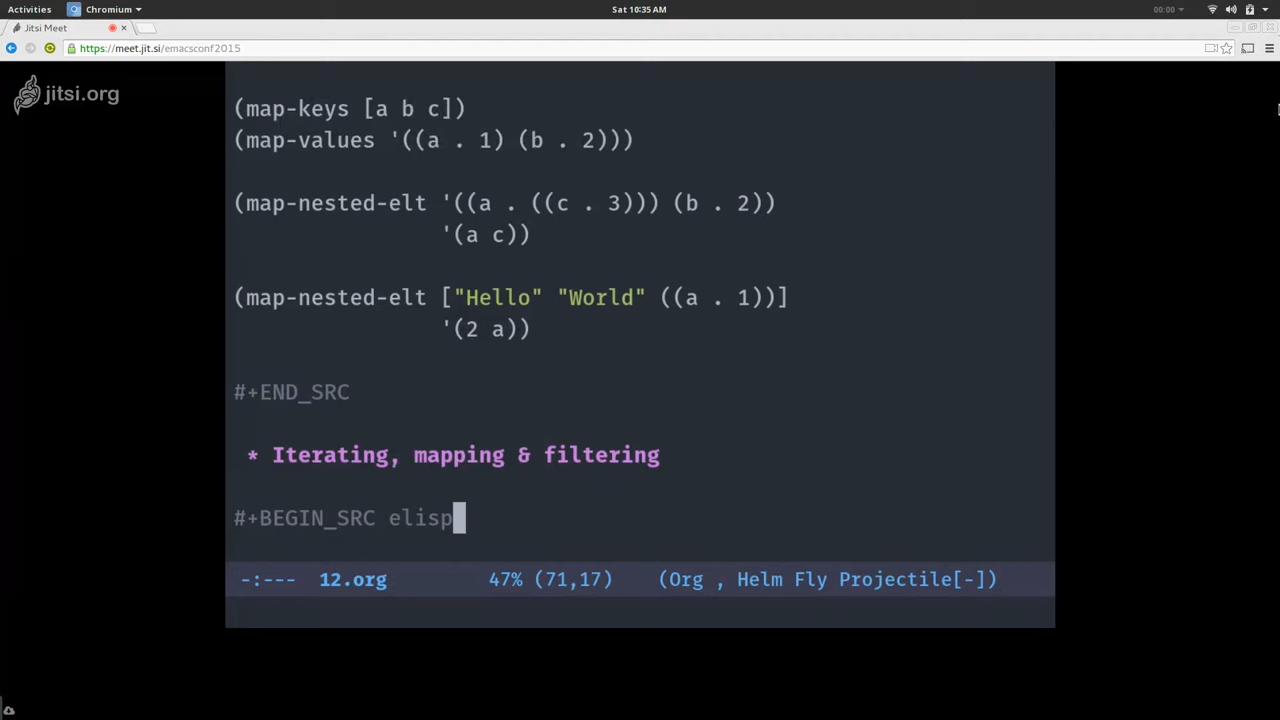 Activities Chromium Sat 10:35 AM 00:00
Jitsi Meet
https://meet.jit.si/emacsconf2015
jitsi.org
(map-keys [a b c])
(map-values '((a . 1) (b . 2)))
(map-nested-elt '((a . ((c . 3))) (b . 2))
'(a c))
(map-nested-elt ["Hello" "World" ((a . 1))]
'(2 a))
#+END_SRC
* Iterating, mapping & filtering
#+BEGIN_SRC elisp
-:--- 12.org 47% (71,17) (Org , Helm Fly Projectile[-])